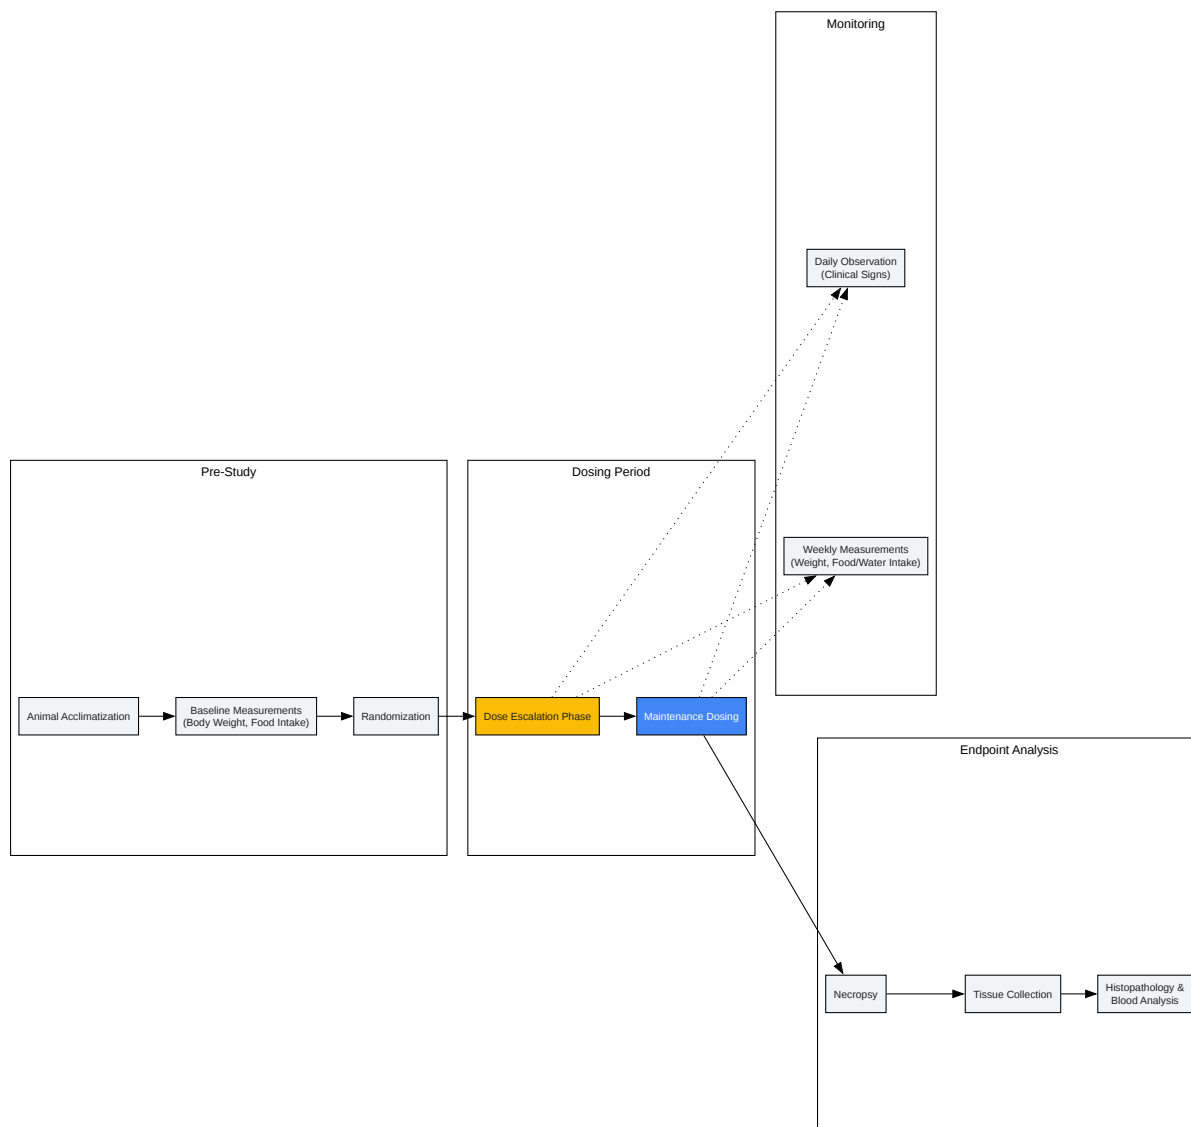 Monitoring
Daily Observation
(Clinical Signs)
Weekly Measurements
(Weight, Food/Water Intake)
Pre-Study
Animal Acclimatization
Baseline Measurements
(Body Weight, Food Intake)
Randomization
Dosing Period
Dose Escalation Phase
Maintenance Dosing
Endpoint Analysis
Necropsy
Tissue Collection
Histopathology &
Blood Analysis